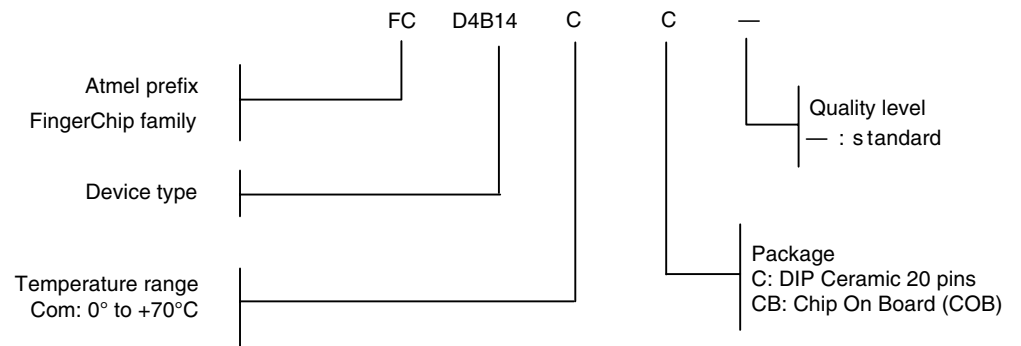 FC D4B14 C C —
Atmel prefix
FingerChip family
Quality level
— : standard
Device type
Temperature range
Com: 0° to +70°C
Package
C: DIP Ceramic 20 pins
CB: Chip On Board (COB)